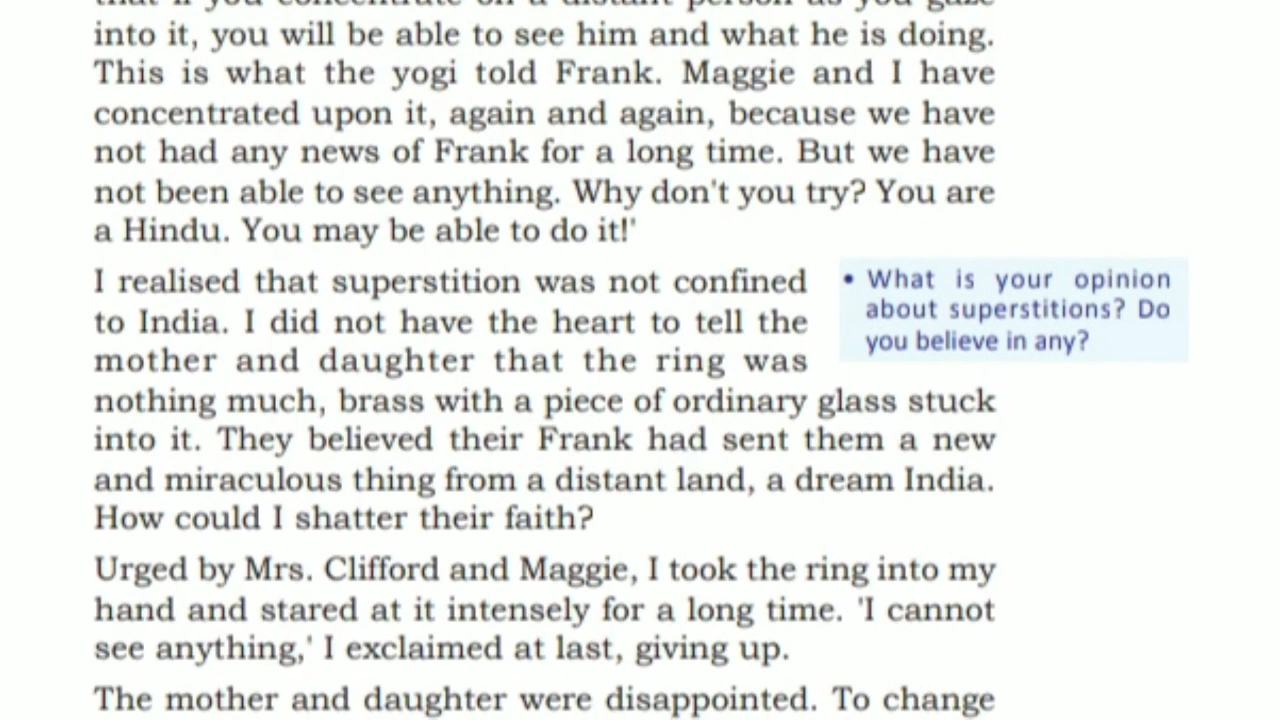 that if you concentrate on a distant person as you gaze
into it, you will be able to see him and what he is doing.
This is what the yogi told Frank. Maggie and I have
concentrated upon it, again and again, because we have
not had any news of Frank for a long time. But we have
not been able to see anything. Why don't you try? You are
a Hindu. You may be able to do it!'
I realised that superstition was not confined
to India. I did not have the heart to tell the
mother and daughter that the ring was
nothing much, brass with a piece of ordinary glass stuck
into it. They believed their Frank had sent them a new
and miraculous thing from a distant land, a dream India.
How could I shatter their faith?
• What is your opinion
about superstitions? Do
you believe in any?
Urged by Mrs. Clifford and Maggie, I took the ring into my
hand and stared at it intensely for a long time. 'I cannot
see anything,' I exclaimed at last, giving up.
The mother and daughter were disappointed. To change